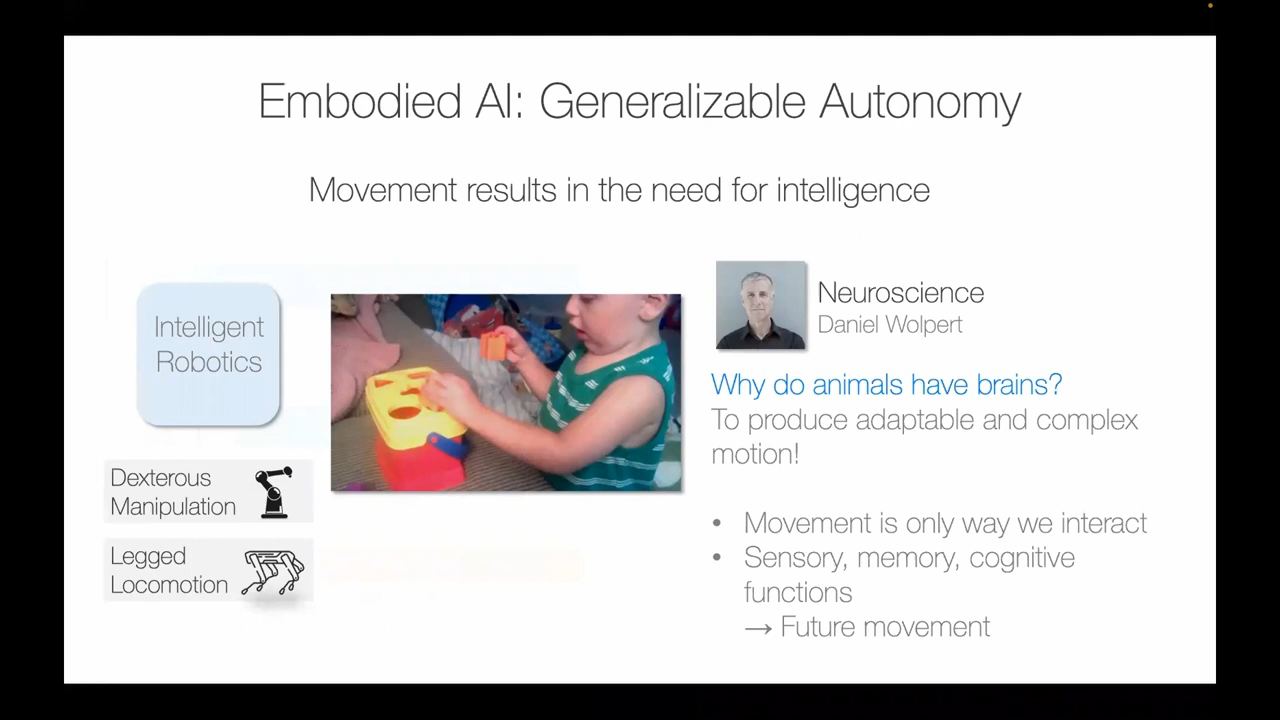 Embodied AI: Generalizable Autonomy
Movement results in the need for intelligence
Intelligent
Robotics
Dexterous
Manipulation
Legged
Locomotion
Neuroscience
Daniel Wolpert
Why do animals have brains?
To produce adaptable and complex
motion!
• Movement is only way we interact
• Sensory, memory, cognitive
functions
→ Future movement